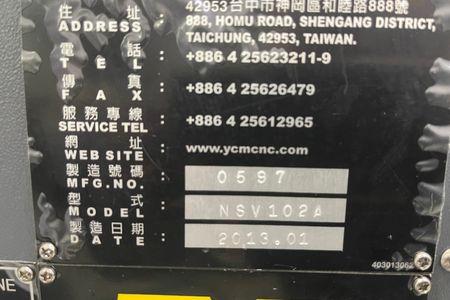 住 址 : 42953台中市神岡區和睦路888號
ADDRESS 888, HOMU ROAD, SHENGANG DISTRICT,
TAICHUNG, 42953, TAIWAN.
電 話 : +886 4 25623211-9
TEL
傳 真 : +886 4 25626479
FAX
服務專線 : +886 4 25612965
SERVICE TEL
網 址 : www.ycmcnc.com
WEB SITE
製造號碼 : 0597
MFG.NO.
型 式 : NSV102A
MODEL
製造日期 : 2013.01
DATE
403013062
NE